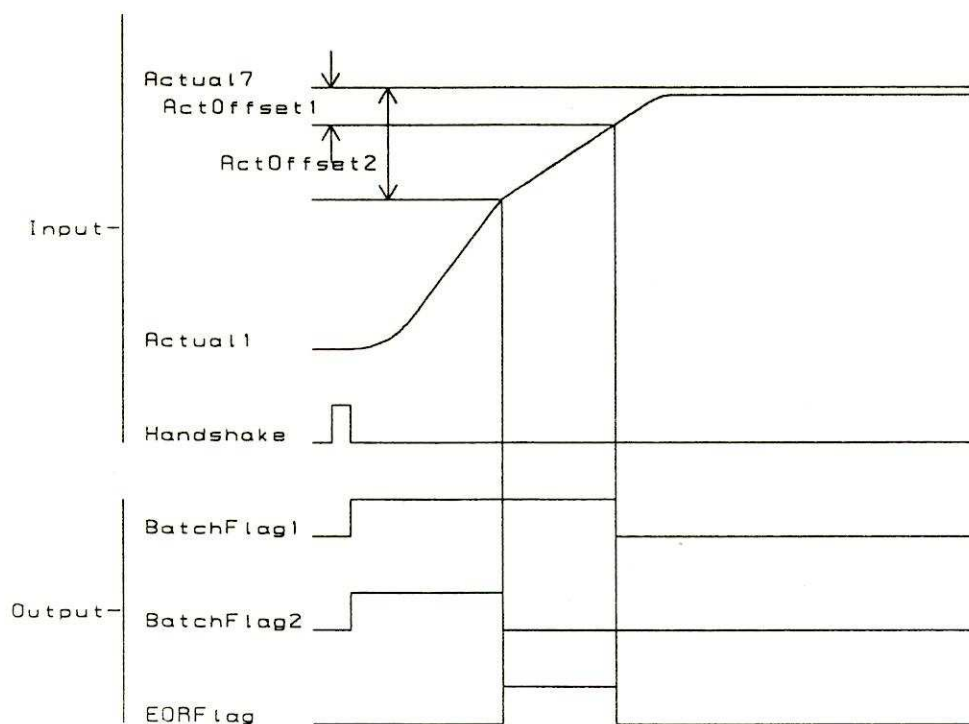 Actual7
ActOffset1
ActOffset2
Input
Actual1
Handshake
BatchFlag1
Output
BatchFlag2
EORFlag